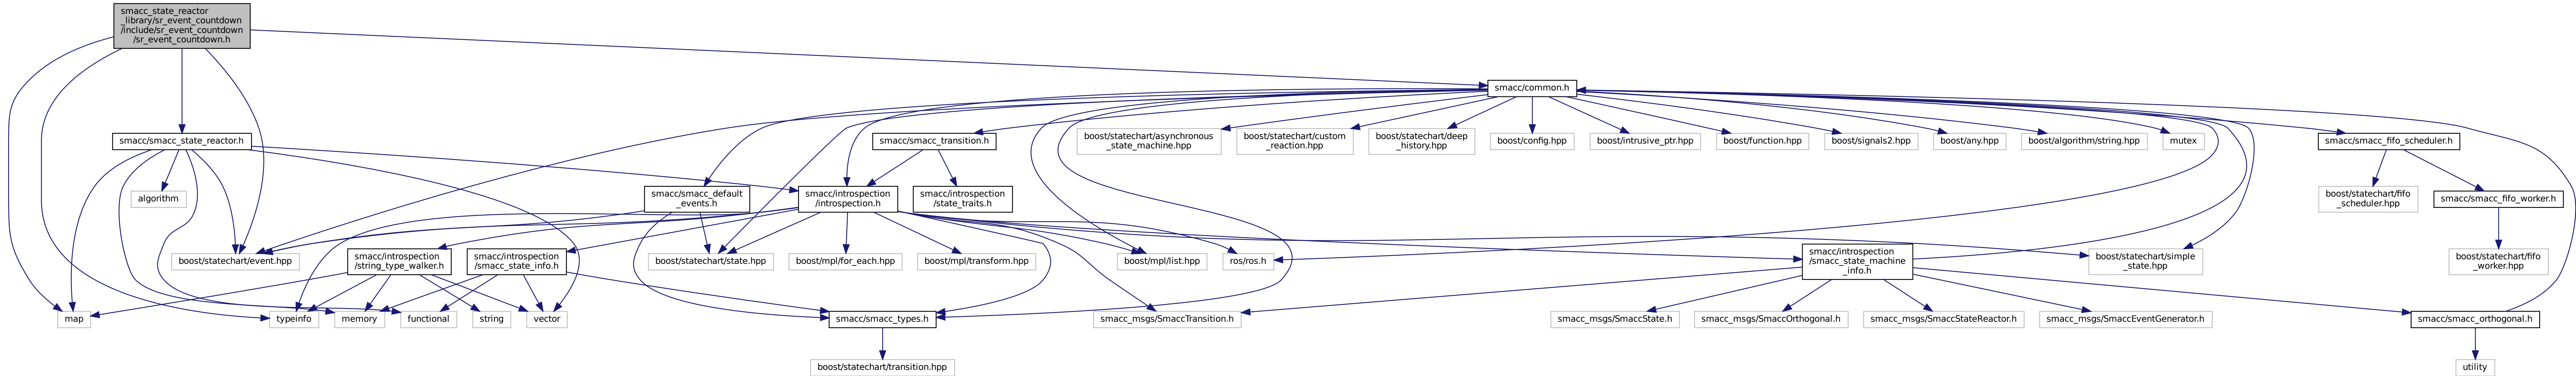 smacc_state_reactor
_library/sr_event_countdown
/include/sr_event_countdown
/sr_event_countdown.h
smacc/common.h
smacc/smacc_state_reactor.h
smacc/smacc_transition.h
boost/statechart/asynchronous
_state_machine.hpp
boost/statechart/custom
_reaction.hpp
boost/statechart/deep
_history.hpp
boost/config.hpp
boost/intrusive_ptr.hpp
boost/function.hpp
boost/signals2.hpp
boost/any.hpp
boost/algorithm/string.hpp
mutex
smacc/smacc_fifo_scheduler.h
algorithm
smacc/smacc_default
_events.h
smacc/introspection
/introspection.h
smacc/introspection
/state_traits.h
boost/statechart/fifo
_scheduler.hpp
smacc/smacc_fifo_worker.h
boost/statechart/event.hpp
smacc/introspection
/string_type_walker.h
smacc/introspection
/smacc_state_info.h
boost/statechart/state.hpp
boost/mpl/for_each.hpp
boost/mpl/transform.hpp
boost/mpl/list.hpp
ros/ros.h
smacc/introspection
/smacc_state_machine
_info.h
boost/statechart/simple
_state.hpp
boost/statechart/fifo
_worker.hpp
map
typeinfo
memory
functional
string
vector
smacc/smacc_types.h
smacc_msgs/SmaccTransition.h
smacc_msgs/SmaccState.h
smacc_msgs/SmaccOrthogonal.h
smacc_msgs/SmaccStateReactor.h
smacc_msgs/SmaccEventGenerator.h
smacc/smacc_orthogonal.h
boost/statechart/transition.hpp
utility